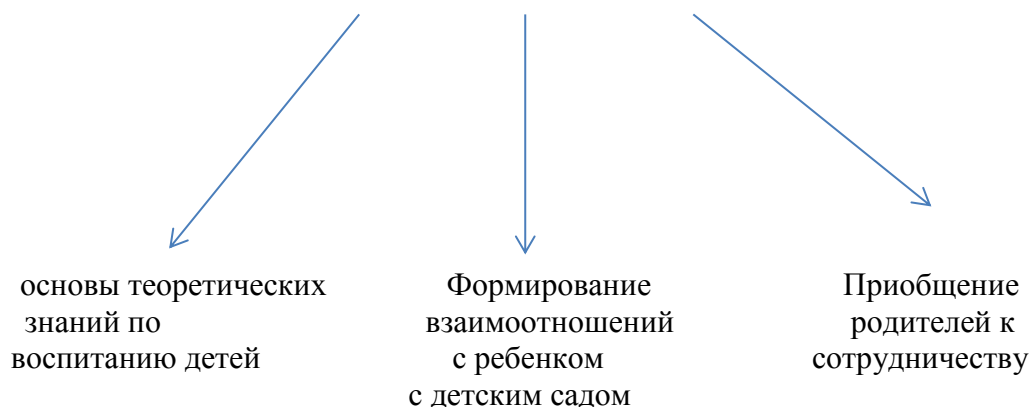 основы теоретических
знаний по
воспитанию детей
Формирование
взаимоотношений
с ребенком
с детским садом
Приобщение
родителей к
сотрудничеству